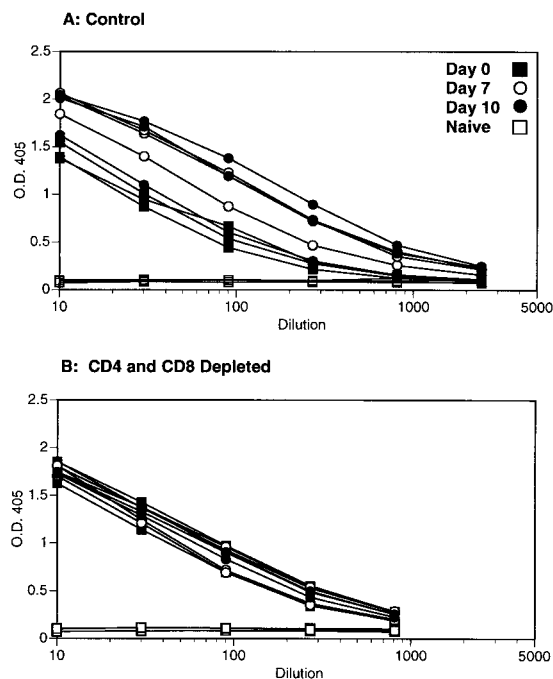 A: Control
2.5
2
1.5
1
0.5
0
O.D. 405
Day 0
Day 7
Day 10
Naive
10
100
1000
5000
Dilution
B: CD4 and CD8 Depleted
2.5
2
1.5
1
0.5
0
O.D. 405
10
100
1000
5000
Dilution